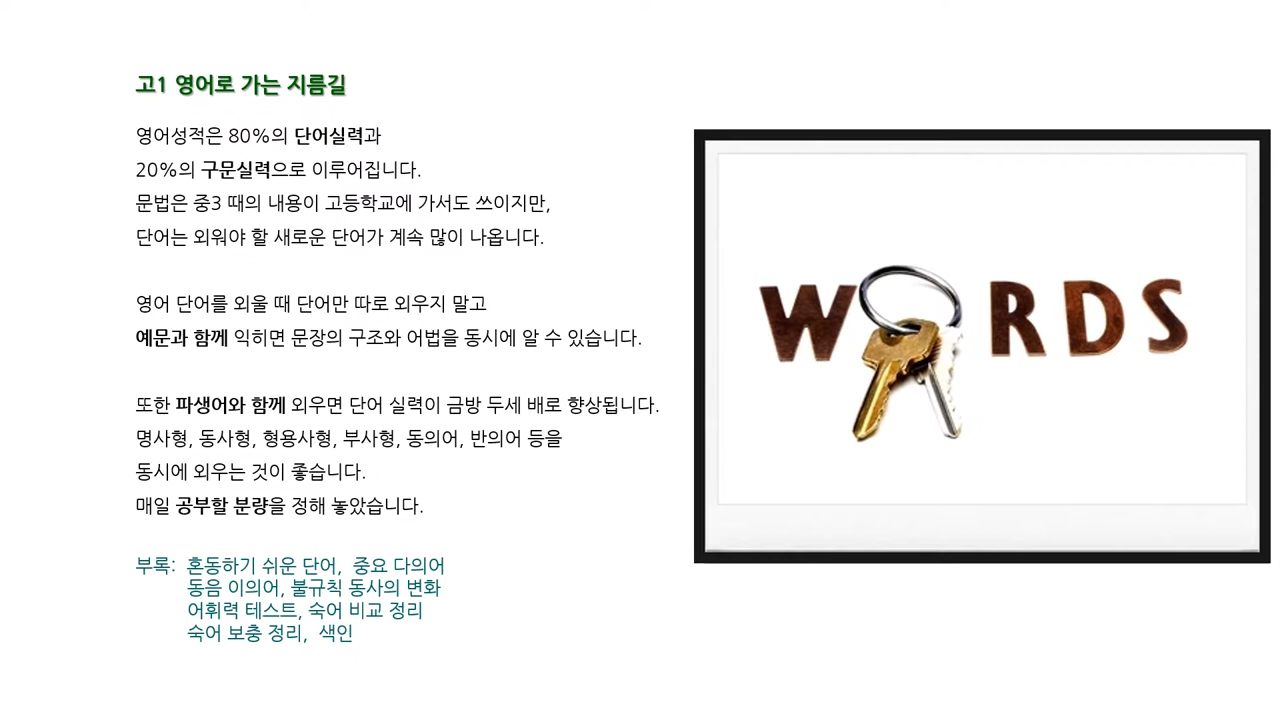 고1 영어로 가는 지름길
영어성적은 80%의 단어실력과
20%의 구문실력으로 이루어집니다.
문법은 중3 때의 내용이 고등학교에 가서도 쓰이지만,
단어는 외워야 할 새로운 단어가 계속 많이 나옵니다.
영어 단어를 외울 때 단어만 따로 외우지 말고
예문과 함께 익히면 문장의 구조와 어법을 동시에 알 수 있습니다.
또한 파생어와 함께 외우면 단어 실력이 금방 두세 배로 향상됩니다.
명사형, 동사형, 형용사형, 부사형, 동의어, 반의어 등을
동시에 외우는 것이 좋습니다.
매일 공부할 분량을 정해 놓았습니다.
부록: 혼동하기 쉬운 단어, 중요 다의어
동음 이의어, 불규칙 동사의 변화
어휘력 테스트, 숙어 비교 정리
숙어 보충 정리, 색인
W RDS